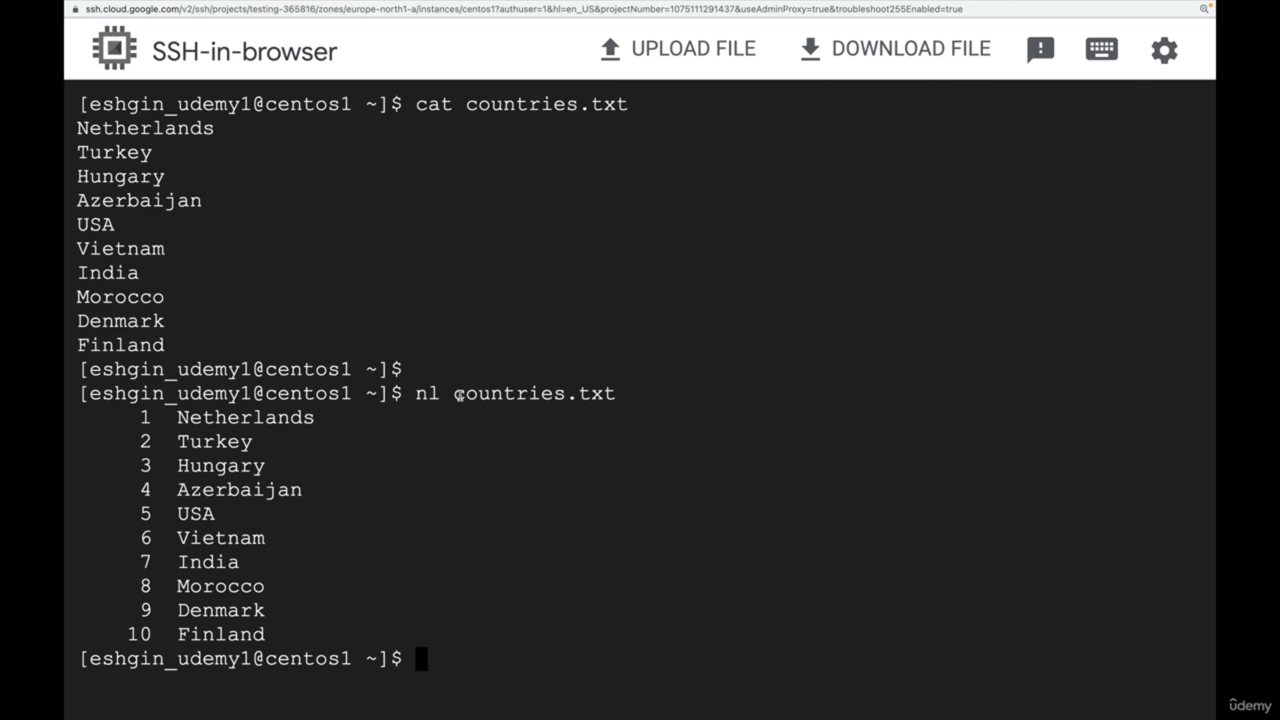 ssh.cloud.google.com/v2/ssh/projects/testing-365816/zones/europe-north1-a/instances/centos1?authuser=1&hl=en_US&projectNumber=1075111291437&useAdminProxy=true&troubleshoot255Enabled=true
SSH-in-browser UPLOAD FILE DOWNLOAD FILE
[eshgin_udemy1@centos1 ~]$ cat countries.txt
Netherlands
Turkey
Hungary
Azerbaijan
USA
Vietnam
India
Morocco
Denmark
Finland
[eshgin_udemy1@centos1 ~]$
[eshgin_udemy1@centos1 ~]$ nl countries.txt
1 Netherlands
2 Turkey
3 Hungary
4 Azerbaijan
5 USA
6 Vietnam
7 India
8 Morocco
9 Denmark
10 Finland
[eshgin_udemy1@centos1 ~]$
udemy